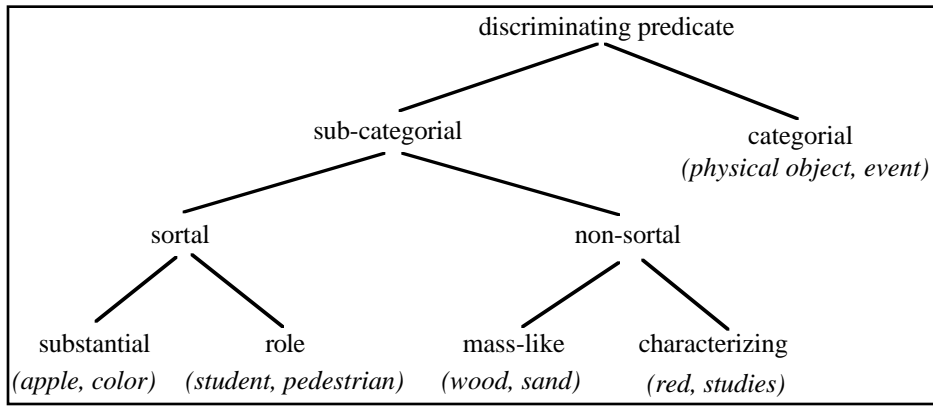 discriminating predicate
sub-categorial
categorial
(physical object, event)
sortal
non-sortal
substantial
role
mass-like
characterizing
(apple, color)
(student, pedestrian)
(wood, sand)
(red, studies)